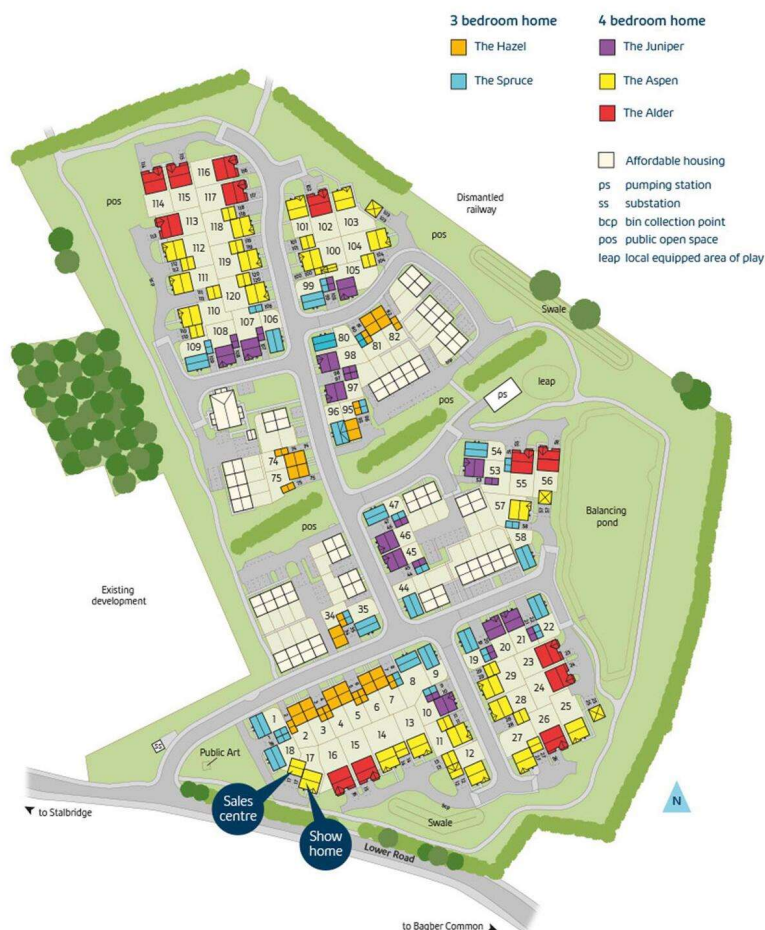 3 bedroom home
The Hazel
The Spruce
4 bedroom home
The Juniper
The Aspen
The Alder
Affordable housing
ps pumping station
ss substation
bcp bin collection point
pos public open space
leap local equipped area of play
Dismantled
railway
pos
pos
Swale
116
115
114
117
113
118
112
119
111
120
110
108
107
106
109
101
102
103
100
104
105
99
80
81
82
98
97
96
95
pos
ps
leap
74
75
pos
54
53
55
56
57
58
Balancing
pond
47
46
45
44
Existing
development
34
35
22
21
20
19
23
29
24
28
25
26
27
1
2
3
4
5
6
7
8
9
10
11
12
13
14
15
16
17
18
Public Art
Sales
centre
Show
home
Swale
N
to Stalbridge
Lower Road
to Bagber Common